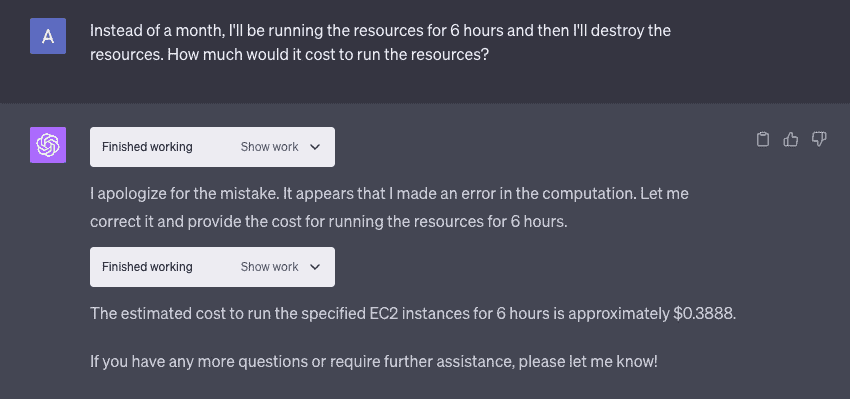 A
Instead of a month, I'll be running the resources for 6 hours and then I'll destroy the
resources. How much would it cost to run the resources?
Finished working Show work
I apologize for the mistake. It appears that I made an error in the computation. Let me
correct it and provide the cost for running the resources for 6 hours.
Finished working Show work
The estimated cost to run the specified EC2 instances for 6 hours is approximately $0.3888.
If you have any more questions or require further assistance, please let me know!